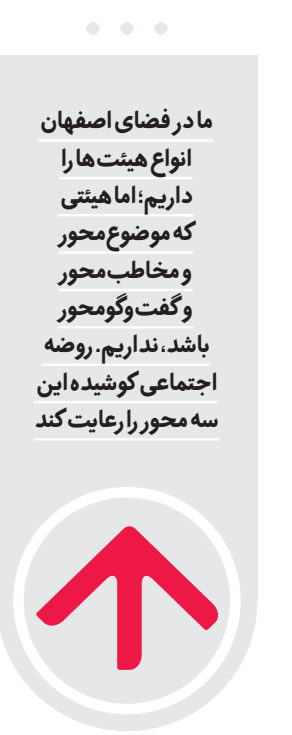 ما در فضای اصفهان
انواع هیئت‌ها را
داریم؛ اما هیئتی
که موضوع‌محور
و مخاطب‌محور
و گفت‌وگومحور
باشد، نداریم. روضه
اجتماعی کوشیده این
سه محور را رعایت کند